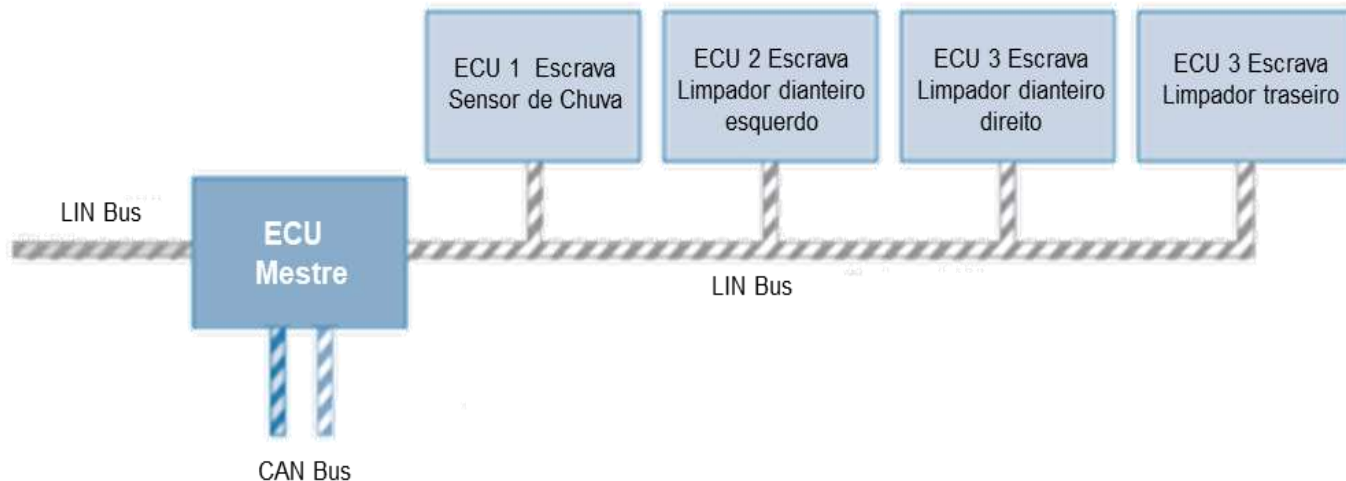 ECU 1 Escrava
Sensor de Chuva
ECU 2 Escrava
Limpador dianteiro
esquerdo
ECU 3 Escrava
Limpador dianteiro
direito
ECU 3 Escrava
Limpador traseiro
LIN Bus
ECU
Mestre
LIN Bus
CAN Bus